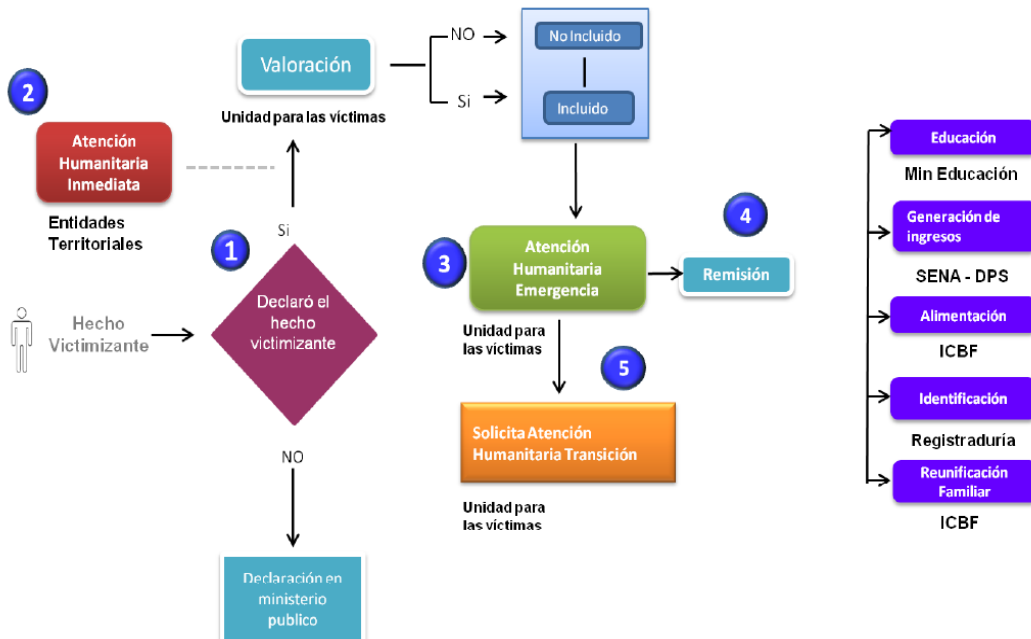 2
Atención
Humanitaria
Inmediata
Entidades
Territoriales
Hecho
Victimizante
1
Declaró el
hecho
victimizante
Si
NO
Declaración en
ministerio
publico
Valoración
Unidad para las víctimas
NO
Si
No Incluido
Incluido
3
Atención
Humanitaria
Emergencia
Unidad para
las víctimas
4
Remisión
5
Solicita Atención
Humanitaria Transición
Unidad para
las víctimas
Educación
Min Educación
Generación de
ingresos
SENA - DPS
Alimentación
ICBF
Identificación
Registraduría
Reunificación
Familiar
ICBF